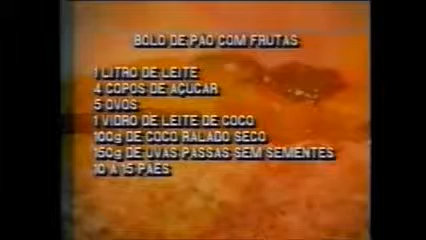 BOLO DE PÃO COM FRUTAS
1 LITRO DE LEITE
4 COPOS DE AÇUCAR
5 OVOS
1 VIDRO DE LEITE DE COCO
100g DE COCO RALADO SECO
150g DE UVAS PASSAS SEM SEMENTES
10 A 15 PÃES